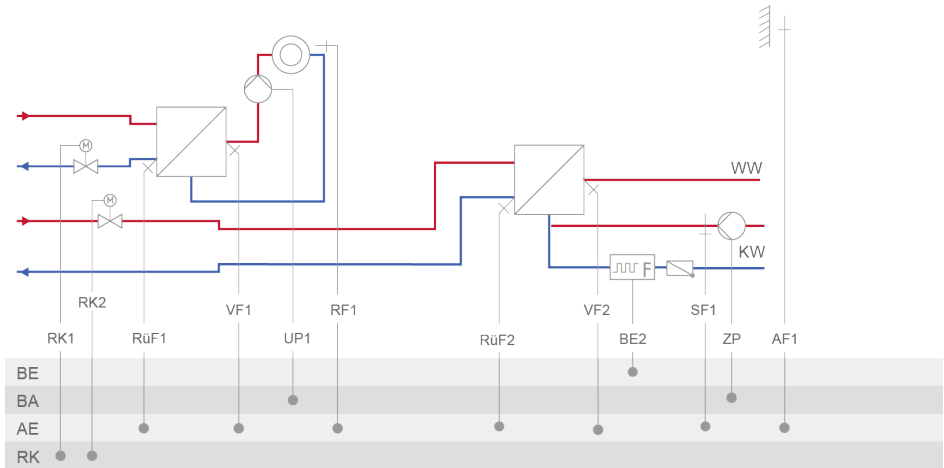 M
WW
M
F
KW
RK2
VF1
RF1
VF2
SF1
RK1
RüF1
UP1
RüF2
BE2
ZP
AF1
BE
BA
AE
RK